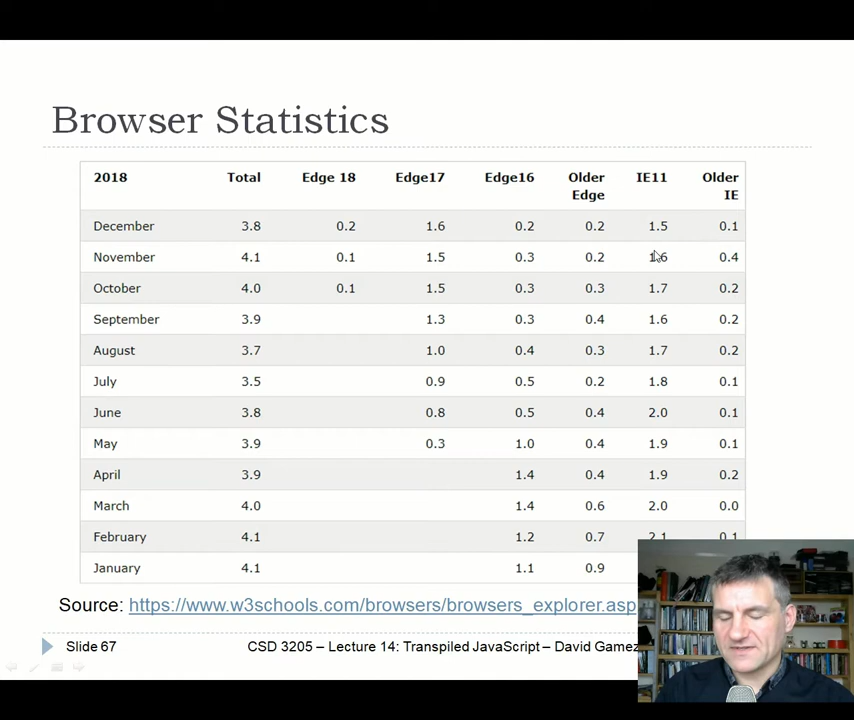 Browser Statistics
2018 Total Edge 18 Edge17 Edge16 Older Edge IE11 Older IE
December 3.8 0.2 1.6 0.2 0.2 1.5 0.1
November 4.1 0.1 1.5 0.3 0.2 1.6 0.4
October 4.0 0.1 1.5 0.3 0.3 1.7 0.2
September 3.9 1.3 0.3 0.4 1.6 0.2
August 3.7 1.0 0.4 0.3 1.7 0.2
July 3.5 0.9 0.5 0.2 1.8 0.1
June 3.8 0.8 0.5 0.4 2.0 0.1
May 3.9 0.3 1.0 0.4 1.9 0.1
April 3.9 1.4 0.4 1.9 0.2
March 4.0 1.4 0.6 2.0 0.0
February 4.1 1.2 0.7 2.1 0.1
January 4.1 1.1 0.9
Source: https://www.w3schools.com/browsers/browsers_explorer.asp
Slide 67 CSD 3205 – Lecture 14: Transpiled JavaScript – David Gamez